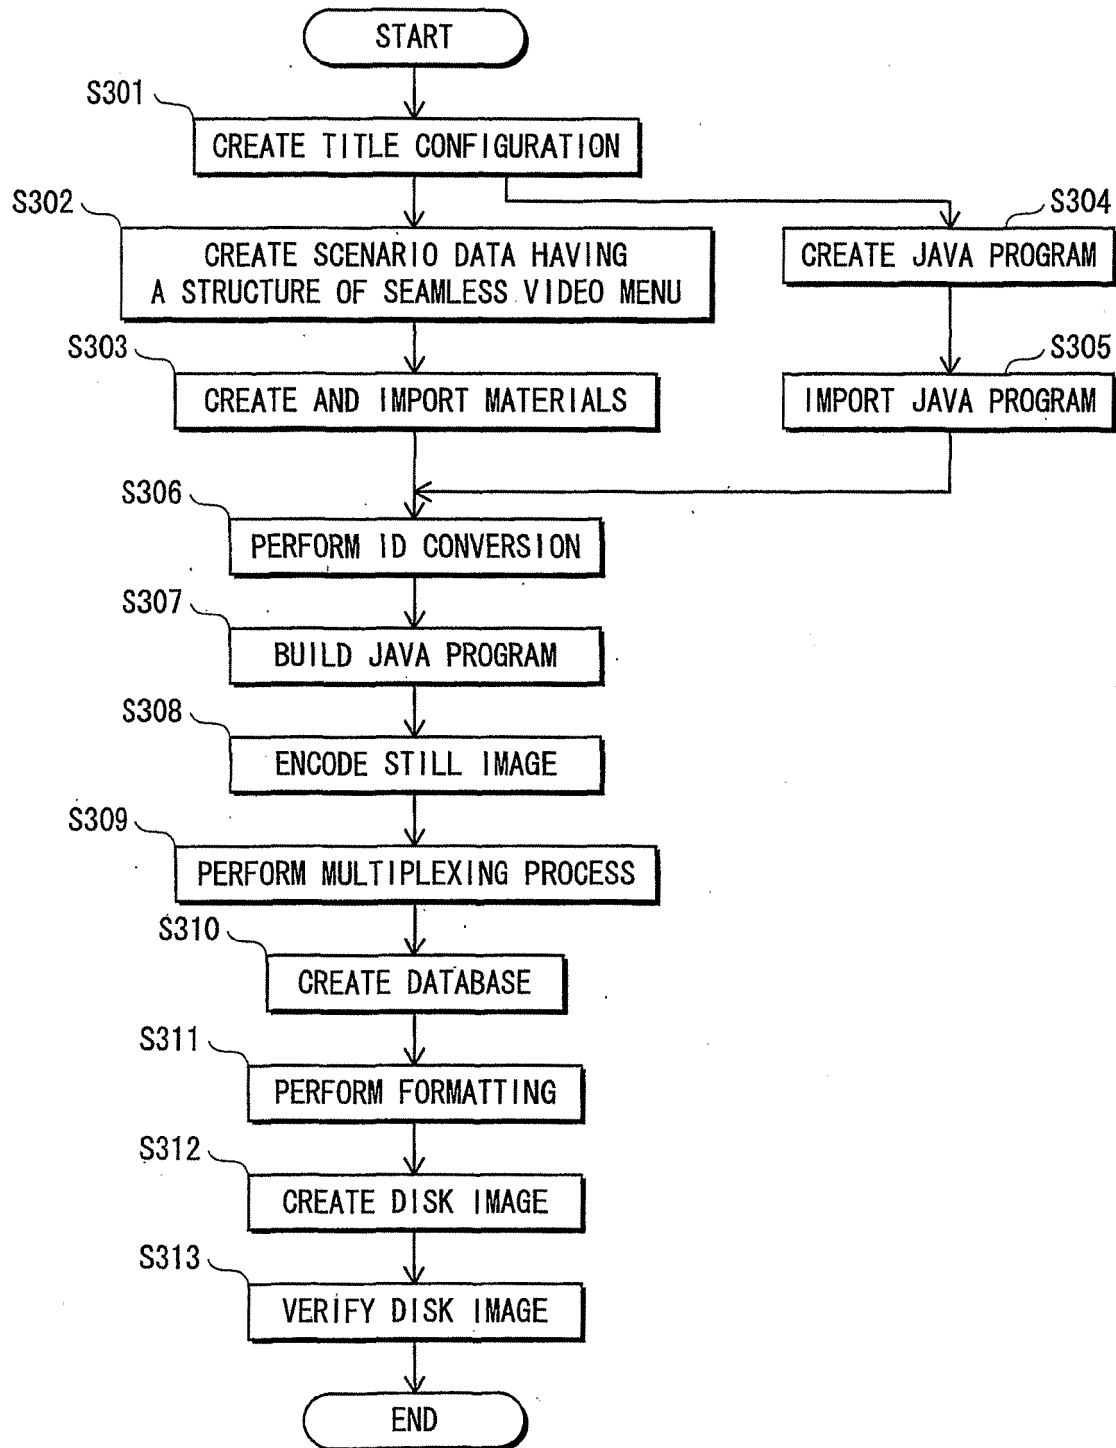 START
S301
CREATE TITLE CONFIGURATION
S302
CREATE SCENARIO DATA HAVING
A STRUCTURE OF SEAMLESS VIDEO MENU
S304
CREATE JAVA PROGRAM
S303
CREATE AND IMPORT MATERIALS
S305
IMPORT JAVA PROGRAM
S306
PERFORM ID CONVERSION
S307
BUILD JAVA PROGRAM
S308
ENCODE STILL IMAGE
S309
PERFORM MULTIPLEXING PROCESS
S310
CREATE DATABASE
S311
PERFORM FORMATTING
S312
CREATE DISK IMAGE
S313
VERIFY DISK IMAGE
END